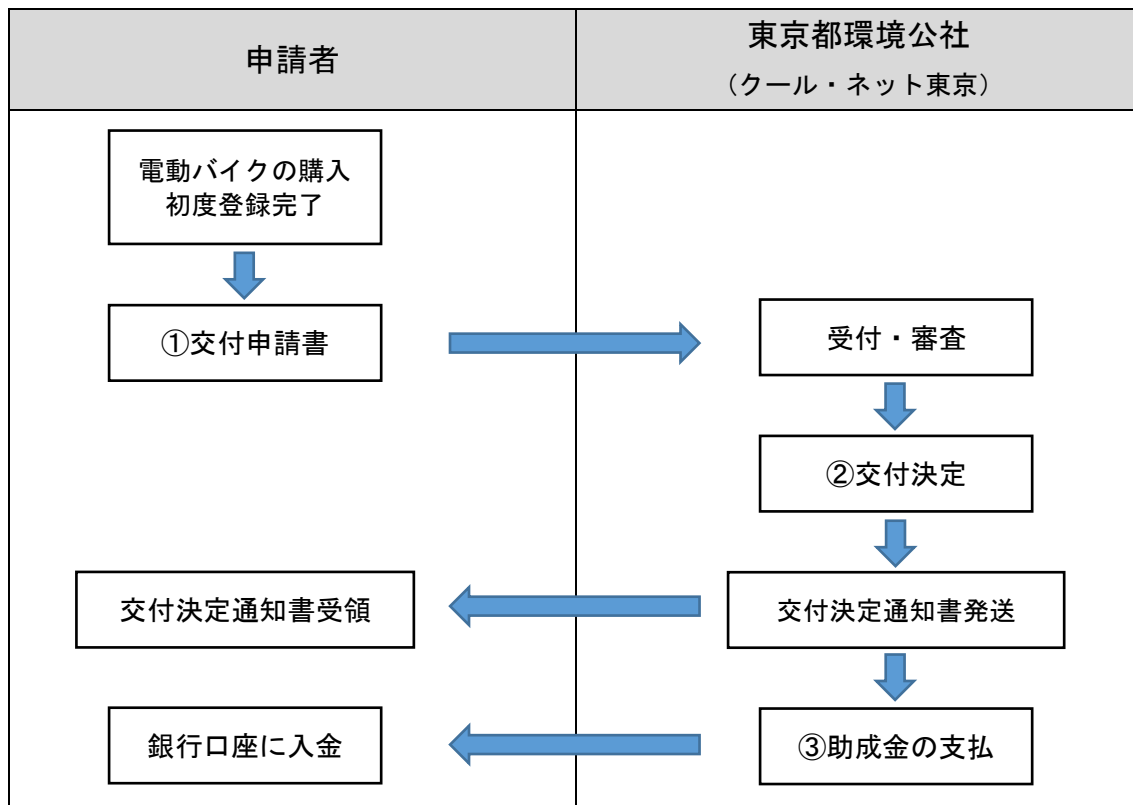 申請者
東京都環境公社
（クール・ネット東京）
電動バイクの購入
初度登録完了
①交付申請書
受付・審査
②交付決定
交付決定通知書受領
交付決定通知書発送
銀行口座に入金
③助成金の支払